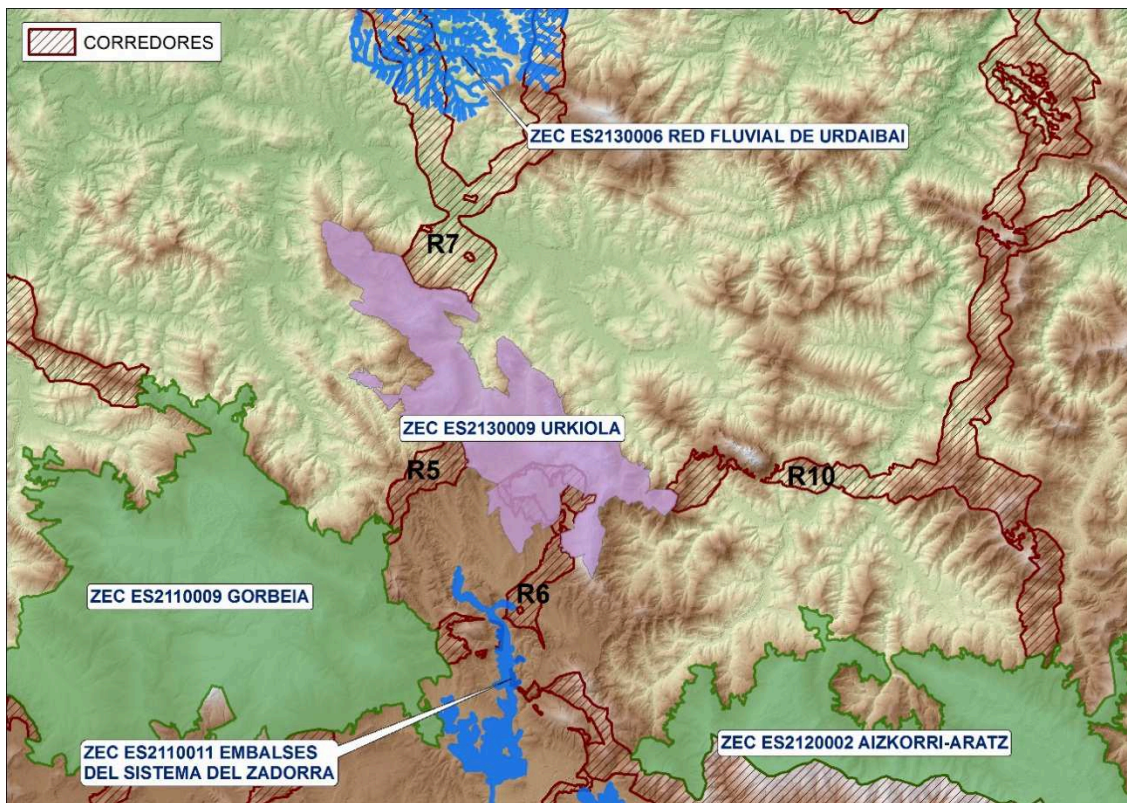 CORREDORES
ZEC ES2130006 RED FLUVIAL DE URDAIBAI
R7
ZEC ES2130009 URKIOLA
R5
R10
ZEC ES2110009 GORBEIA
R6
ZEC ES2110011 EMBALSES
DEL SISTEMA DEL ZADORRA
ZEC ES2120002 AIZKORRI-ARATZ